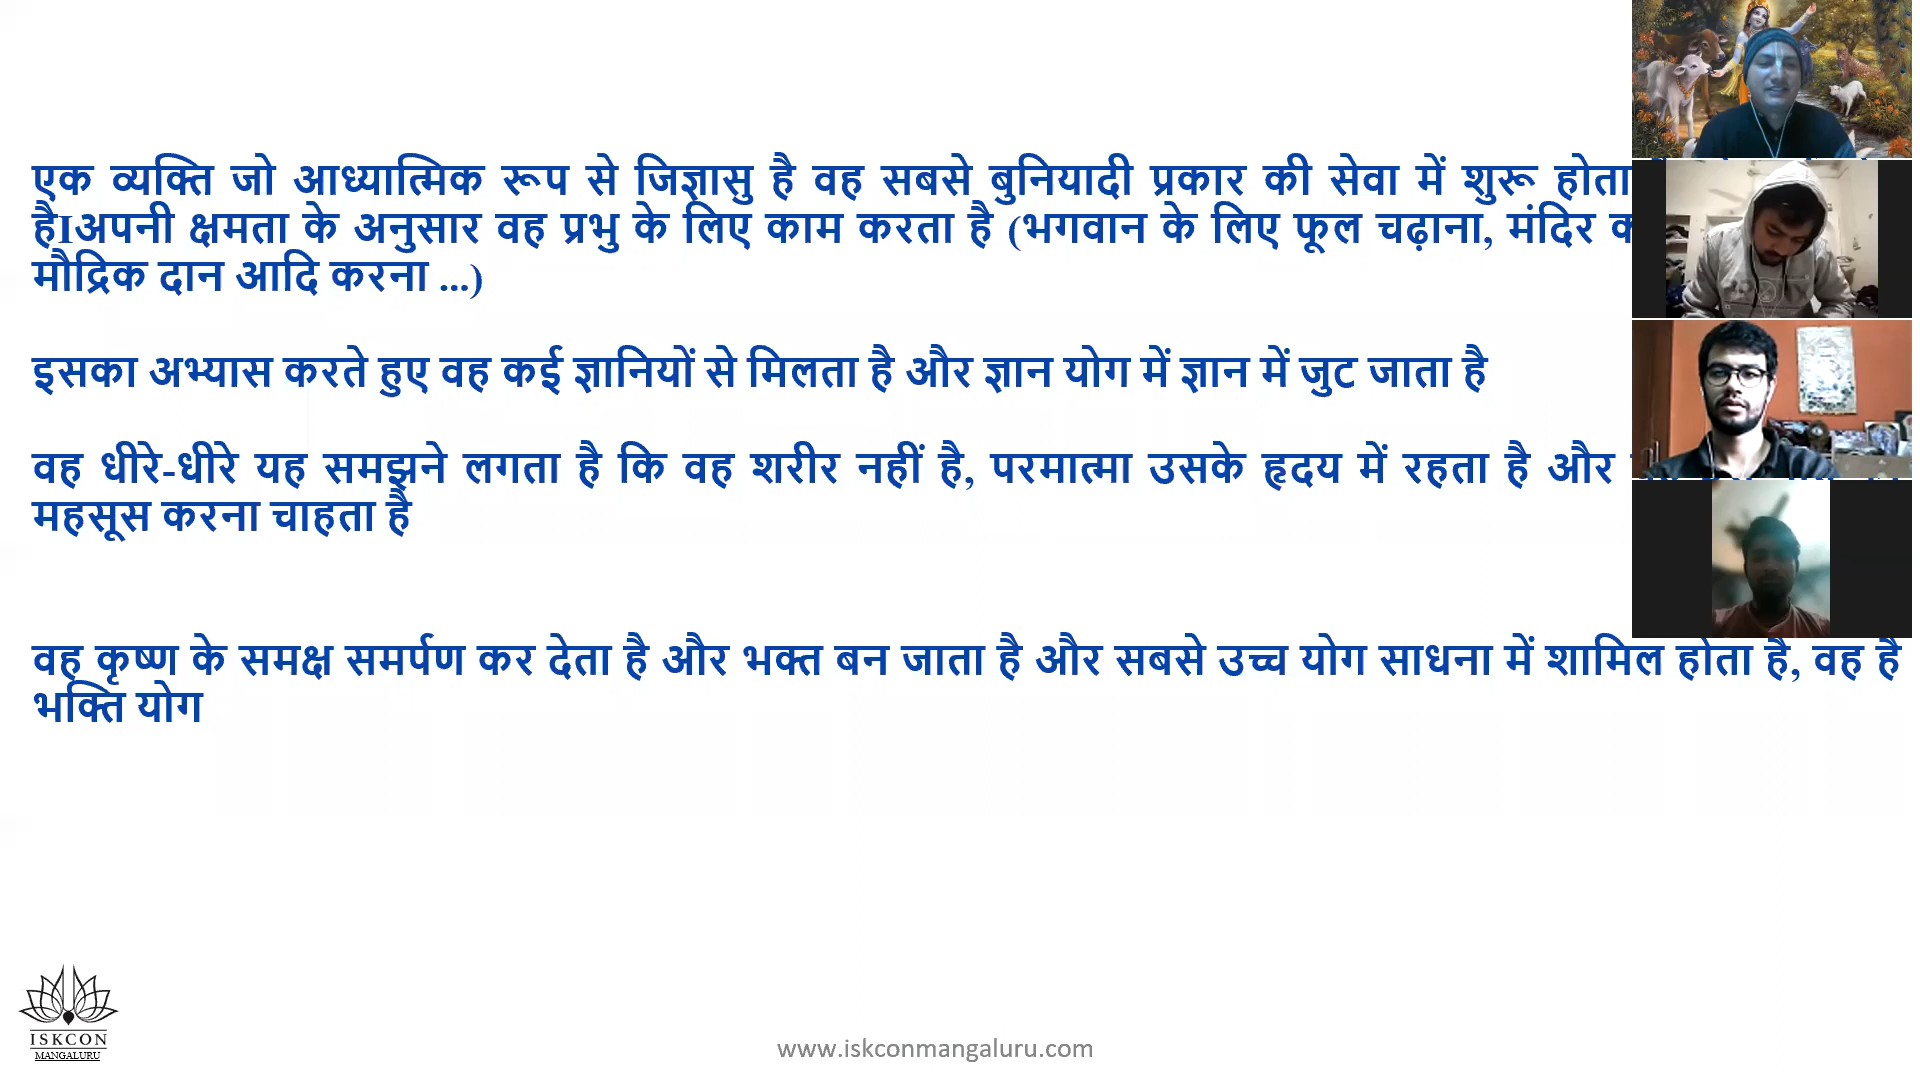 एक व्यक्ति जो आध्यात्मिक रूप से जिज्ञासु है वह सबसे बुनियादी प्रकार की सेवा में शुरू होता
हैIअपनी क्षमता के अनुसार वह प्रभु के लिए काम करता है (भगवान के लिए फूल चढ़ाना, मंदिर
मौद्रिक दान आदि करना ...)
इसका अभ्यास करते हुए वह कई ज्ञानियों से मिलता है और ज्ञान योग में ज्ञान में जुट जाता है
वह धीरे-धीरे यह समझने लगता है कि वह शरीर नहीं है, परमात्मा उसके हृदय में रहता है और
महसूस करना चाहता है
वह कृष्ण के समक्ष समर्पण कर देता है और भक्त बन जाता है और सबसे उच्च योग साधना में शामिल होता है, वह है
भक्ति योग
ISKCON
MANGALURU
www.iskconmangaluru.com